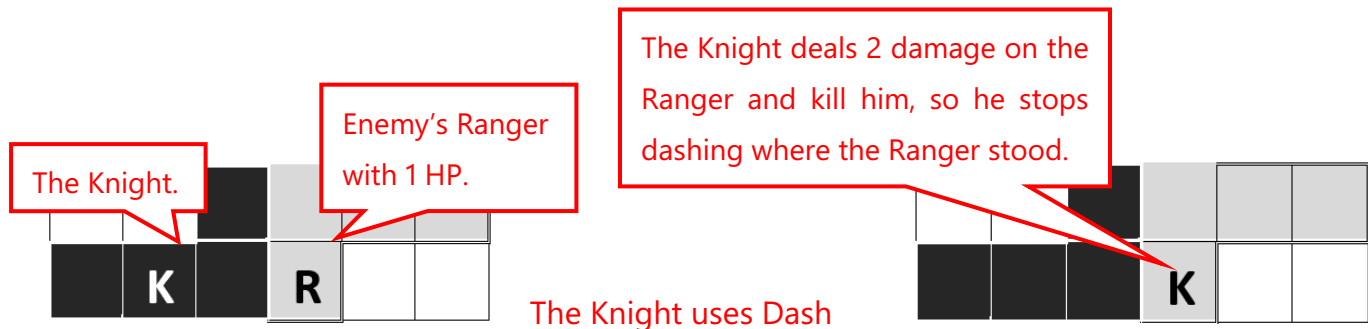 The Knight.
Enemy's Ranger
with 1 HP.
The Knight deals 2 damage on the
Ranger and kill him, so he stops
dashing where the Ranger stood.
K
R
K
The Knight uses Dash